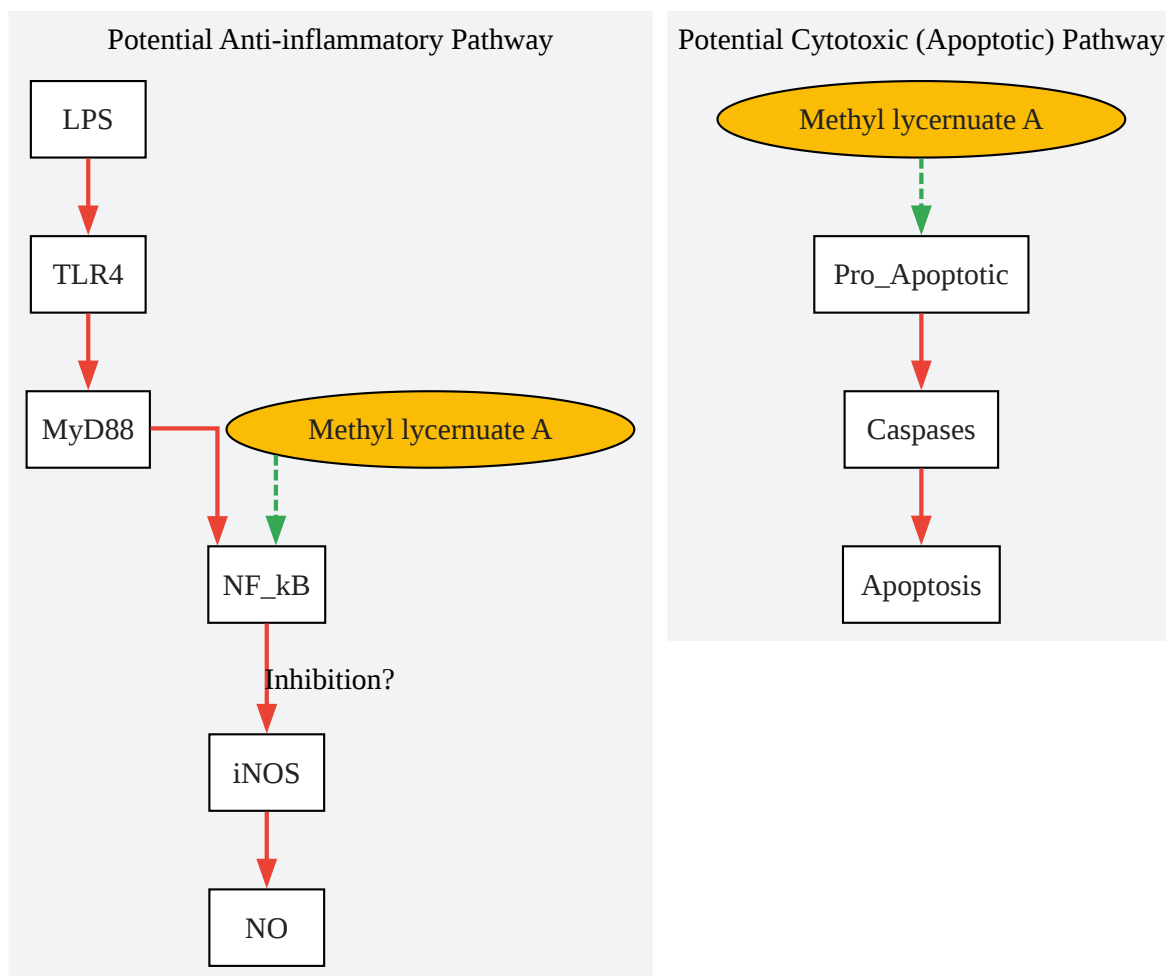 Potential Anti-inflammatory Pathway
LPS
TLR4
MyD88
Methyl lycernuate A
NF_kB
Inhibition?
iNOS
NO
Potential Cytotoxic (Apoptotic) Pathway
Methyl lycernuate A
Pro_Apoptotic
Caspases
Apoptosis